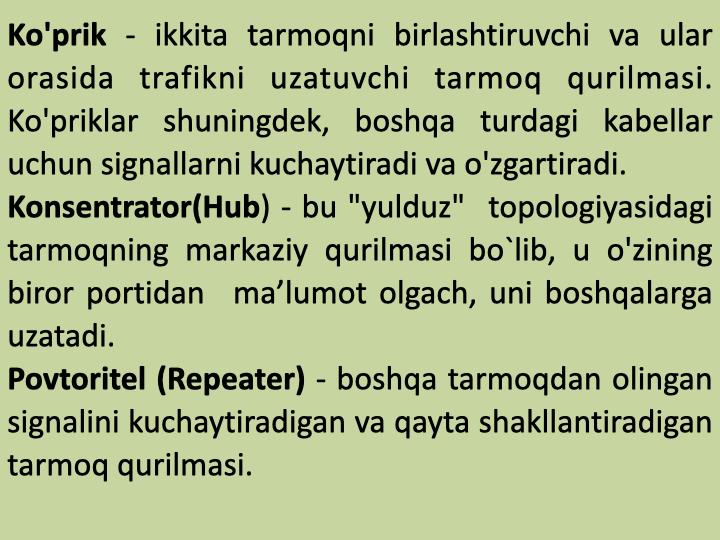 Ko'prik - ikkita tarmoqni birlashtiruvchi va ular
orasida trafikni uzatuvchi tarmoq qurilmasi.
Ko'priklar shuningdek, boshqa turdagi kabellar
uchun signallarni kuchaytiradi va o'zgartiradi.
Konsentrator(Hub) - bu "yulduz"  topologiyasidagi
tarmoqning markaziy qurilmasi bo`lib, u o'zining
biror portidan  ma’lumot olgach, uni boshqalarga
uzatadi.
Povtoritel (Repeater) - boshqa tarmoqdan olingan
signalini kuchaytiradigan va qayta shakllantiradigan
tarmoq qurilmasi.